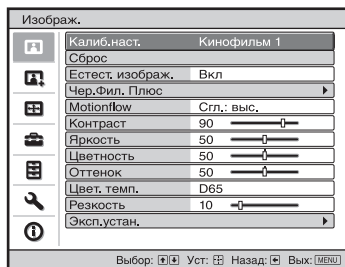 Изображ.
Калиб.наст. Кинофильм 1
Сброс
Естест. изображ. Вкл
Чер.Фил. Плюс
Motionflow Сгл.: выс.
Контраст 90
Яркость 50
Цветность 50
Оттенок 50
Цвет. темп. D65
Резкость 10
Эксп.устан.
Выбор: Уст: Назад: Вых: MENU